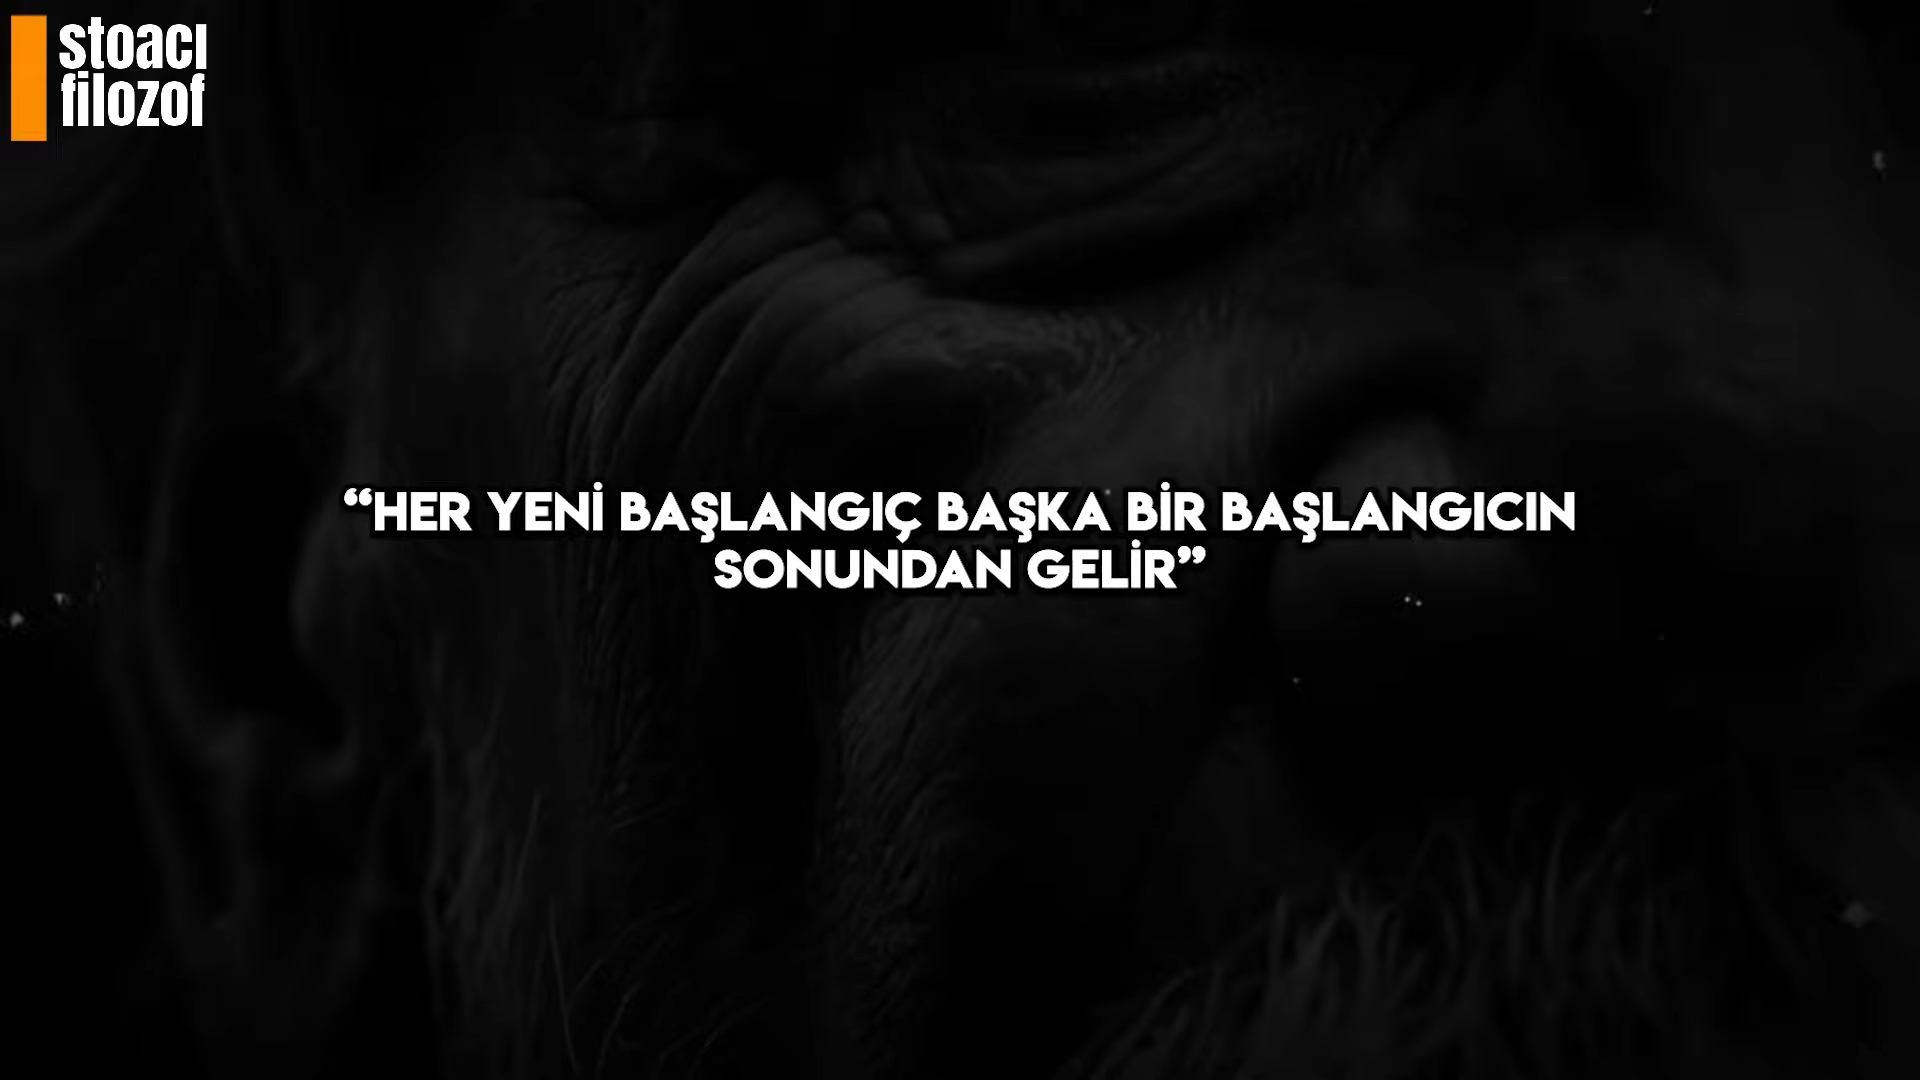 stoacı
filozof
“HER YENİ BAŞLANGIÇ BAŞKA BİR BAŞLANGICIN
SONUNDAN GELİR”